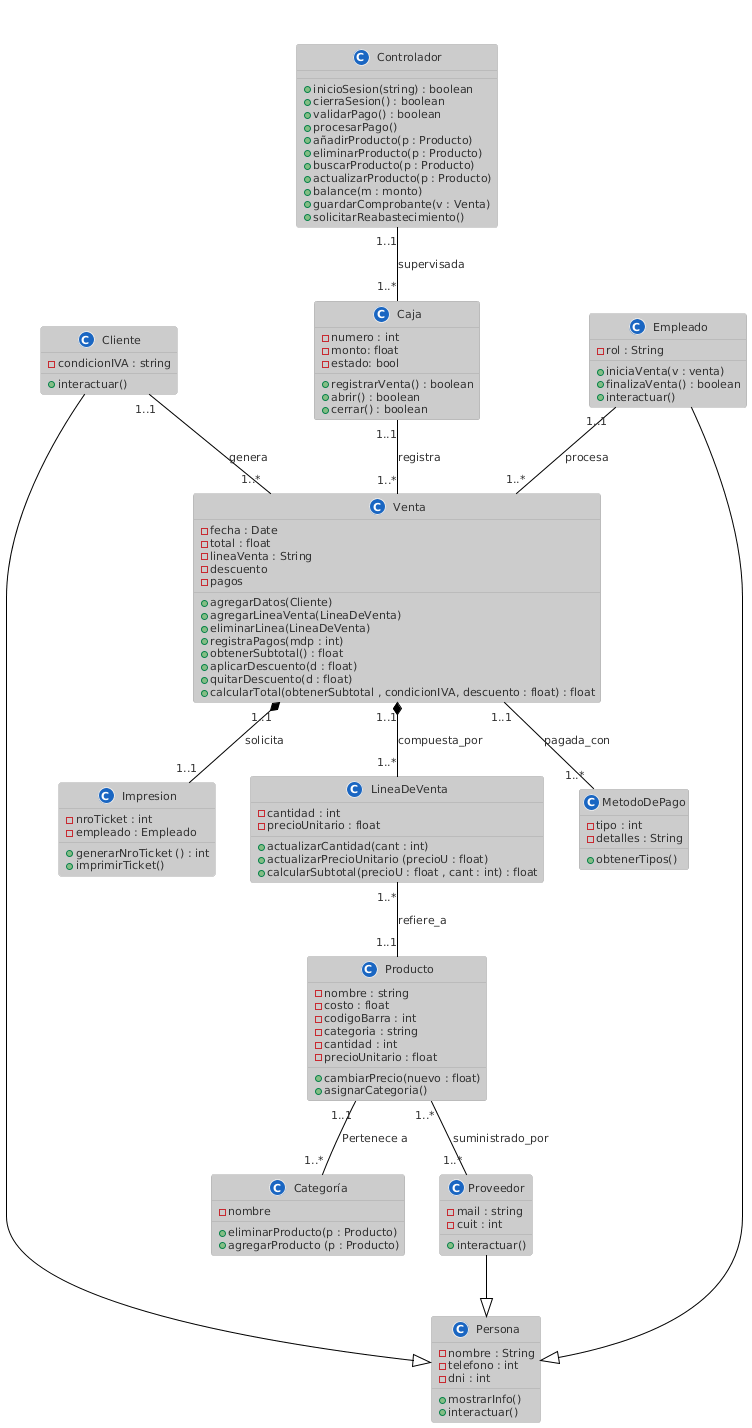 Controlador
inicioSesion(string) : boolean
cierraSesion() : boolean
validarPago() : boolean
procesarPago()
añadirProducto(p : Producto)
eliminarProducto(p : Producto)
buscarProducto(p : Producto)
actualizarProducto(p : Producto)
balance(m : monto)
guardarComprobante(v : Venta)
solicitarReabastecimiento()
1..1
supervisada
1..*
Cliente
condicionIVA : string
interactuar()
Caja
numero : int
monto: float
estado: bool
registrarVenta() : boolean
abrir() : boolean
cerrar() : boolean
Empleado
rol : String
iniciaVenta(v : venta)
finalizaVenta() : boolean
interactuar()
1..1
genera
1..*
1..1
registra
1..*
1..1
procesa
1..*
Venta
fecha : Date
total : float
lineaVenta : String
descuento
pagos
agregarDatos(Cliente)
agregarLineaVenta(LineaDeVenta)
eliminarLinea(LineaDeVenta)
registraPagos(mdp : int)
obtenerSubtotal() : float
aplicarDescuento(d : float)
quitarDescuento(d : float)
calcularTotal(obtenerSubtotal , condicionIVA, descuento : float) : float
1..1
solicita
1..1
1..1
compuesta_por
1..*
1..1
pagada_con
1..*
Impresion
nroTicket : int
empleado : Empleado
generarNroTicket () : int
imprimirTicket()
LineaDeVenta
cantidad : int
precioUnitario : float
actualizarCantidad(cant : int)
actualizarPrecioUnitario (precioU : float)
calcularSubtotal(precioU : float , cant : int) : float
MetodoDePago
tipo : int
detalles : String
obtenerTipos()
1..*
refiere_a
1..1
Producto
nombre : string
costo : float
codigoBarra : int
categoria : string
cantidad : int
precioUnitario : float
cambiarPrecio(nuevo : float)
asignarCategoria()
1..1
Pertenece a
1..*
1..*
suministrado_por
1..*
Categoría
nombre
eliminarProducto(p : Producto)
agregarProducto (p : Producto)
Proveedor
mail : string
cuit : int
interactuar()
Persona
nombre : String
telefono : int
dni : int
mostrarInfo()
interactuar()